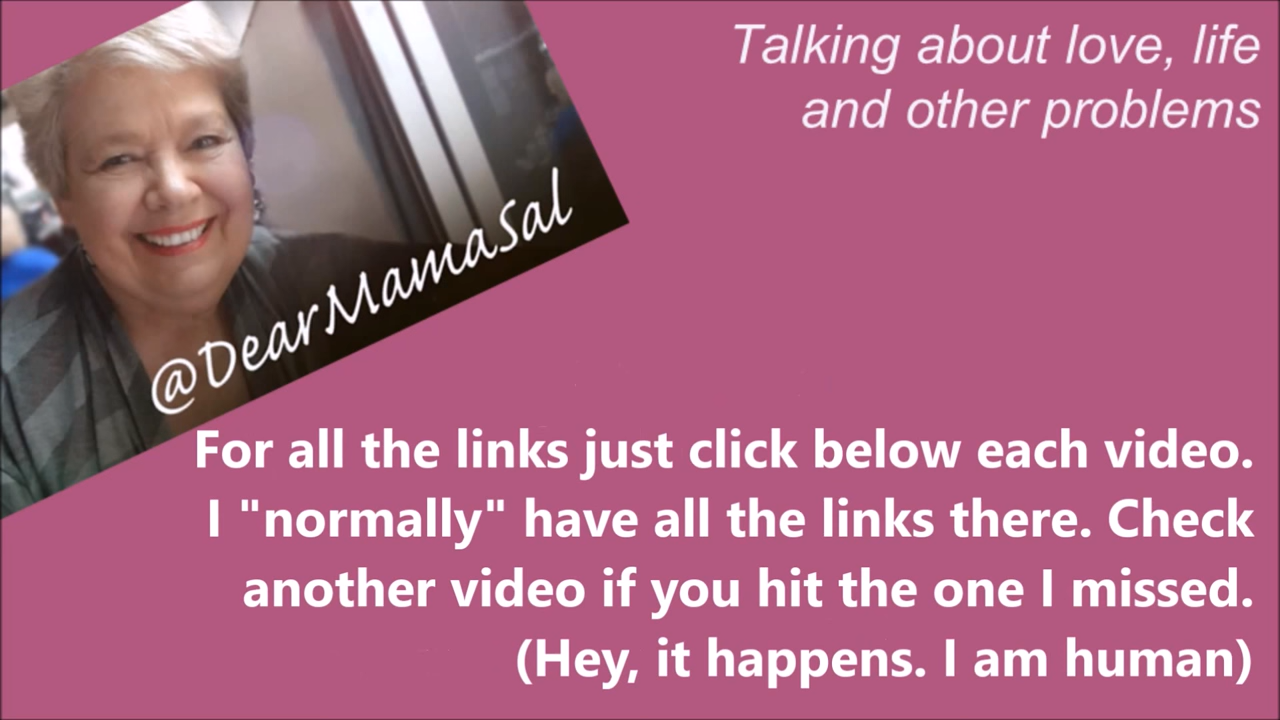 Talking about love, life
and other problems
@DearMamaSal
For all the links just click below each video.
I "normally" have all the links there. Check
another video if you hit the one I missed.
(Hey, it happens. I am human)